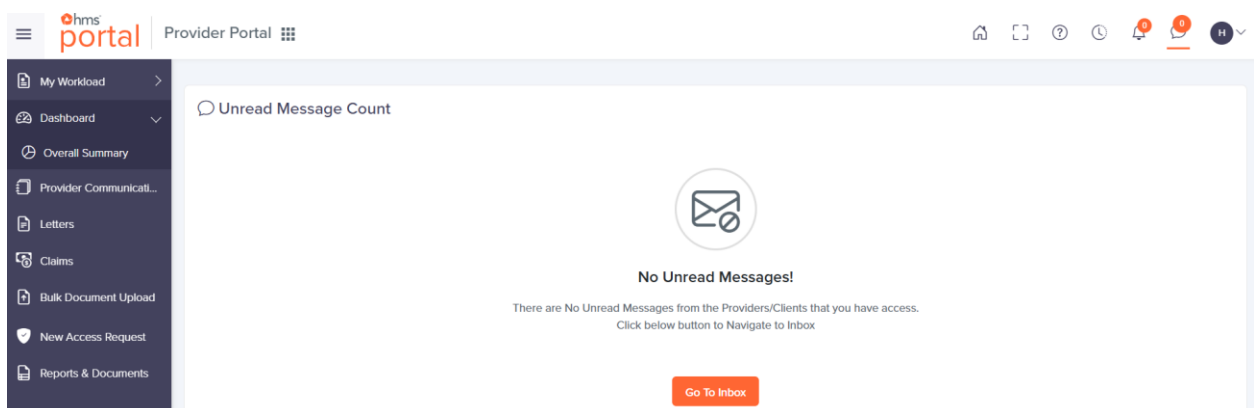 hms
portal
Provider Portal
0
0
H
My Workload
Dashboard
Overall Summary
Provider Communicati...
Letters
Claims
Bulk Document Upload
New Access Request
Reports & Documents
Unread Message Count
No Unread Messages!
There are No Unread Messages from the Providers/Clients that you have access.
Click below button to Navigate to Inbox
Go To Inbox